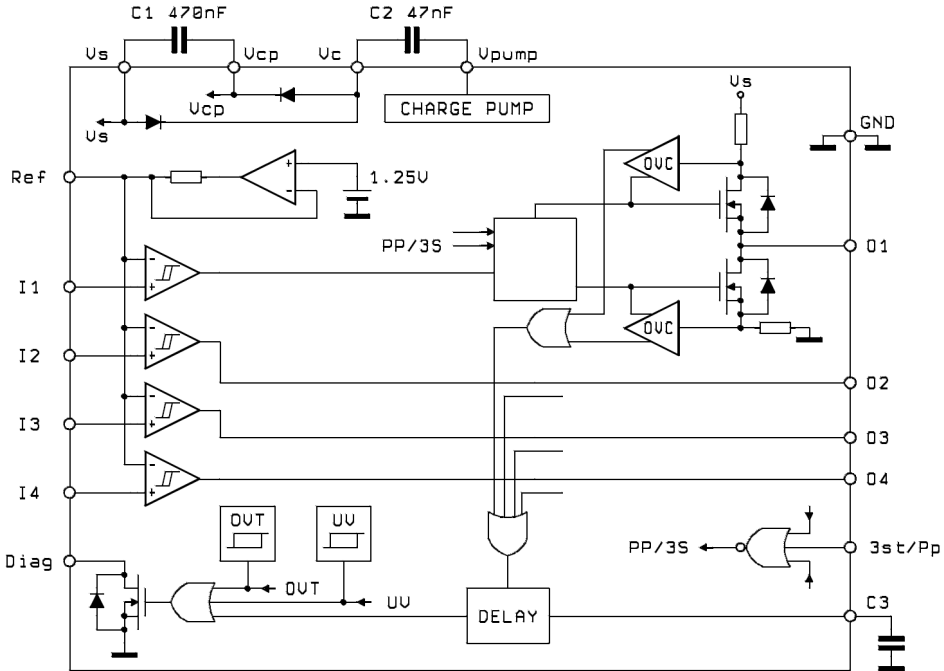 C1 470nF
C2 47nF
Vs
Vcp
Vc
Vpump
Vcp
CHARGE PUMP
Vs
Vs
GND
Ref
+
-
1.25V
OVC
PP/3S
O1
-
+
I1
OVC
-
+
I2
O2
-
+
I3
O3
-
+
I4
O4
OVT
UV
PP/3S
3st/Pp
Diag
OVT
UV
DELAY
C3